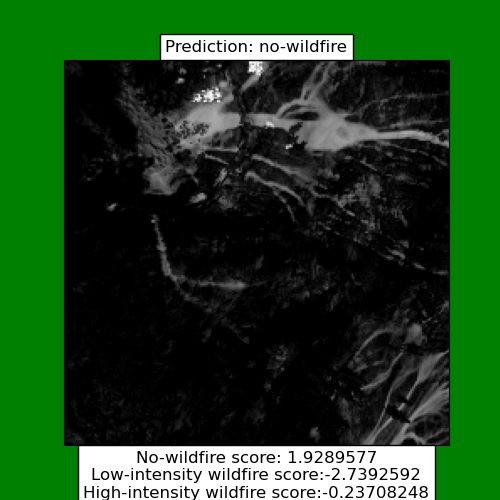 Prediction: no-wildfire
No-wildfire score: 1.9289577
Low-intensity wildfire score:-2.7392592
High-intensity wildfire score:-0.23708248